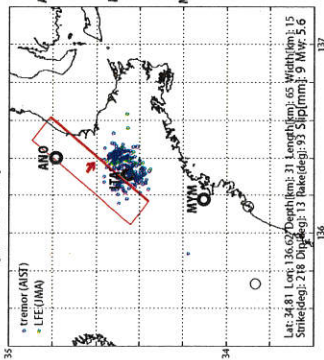 35
• tremor (AIST)
• LFE (JMA)
ANO
ITA
MYM
34
136
137
Lat: 34.81 Lon: 136.62 Depth[km]: 31 Length[km]: 65 Width[km]: 15
Strike[deg]: 218 Dip[deg]: 13 Rake[deg]: 93 Slip[mm]: 9 Mw: 5.6